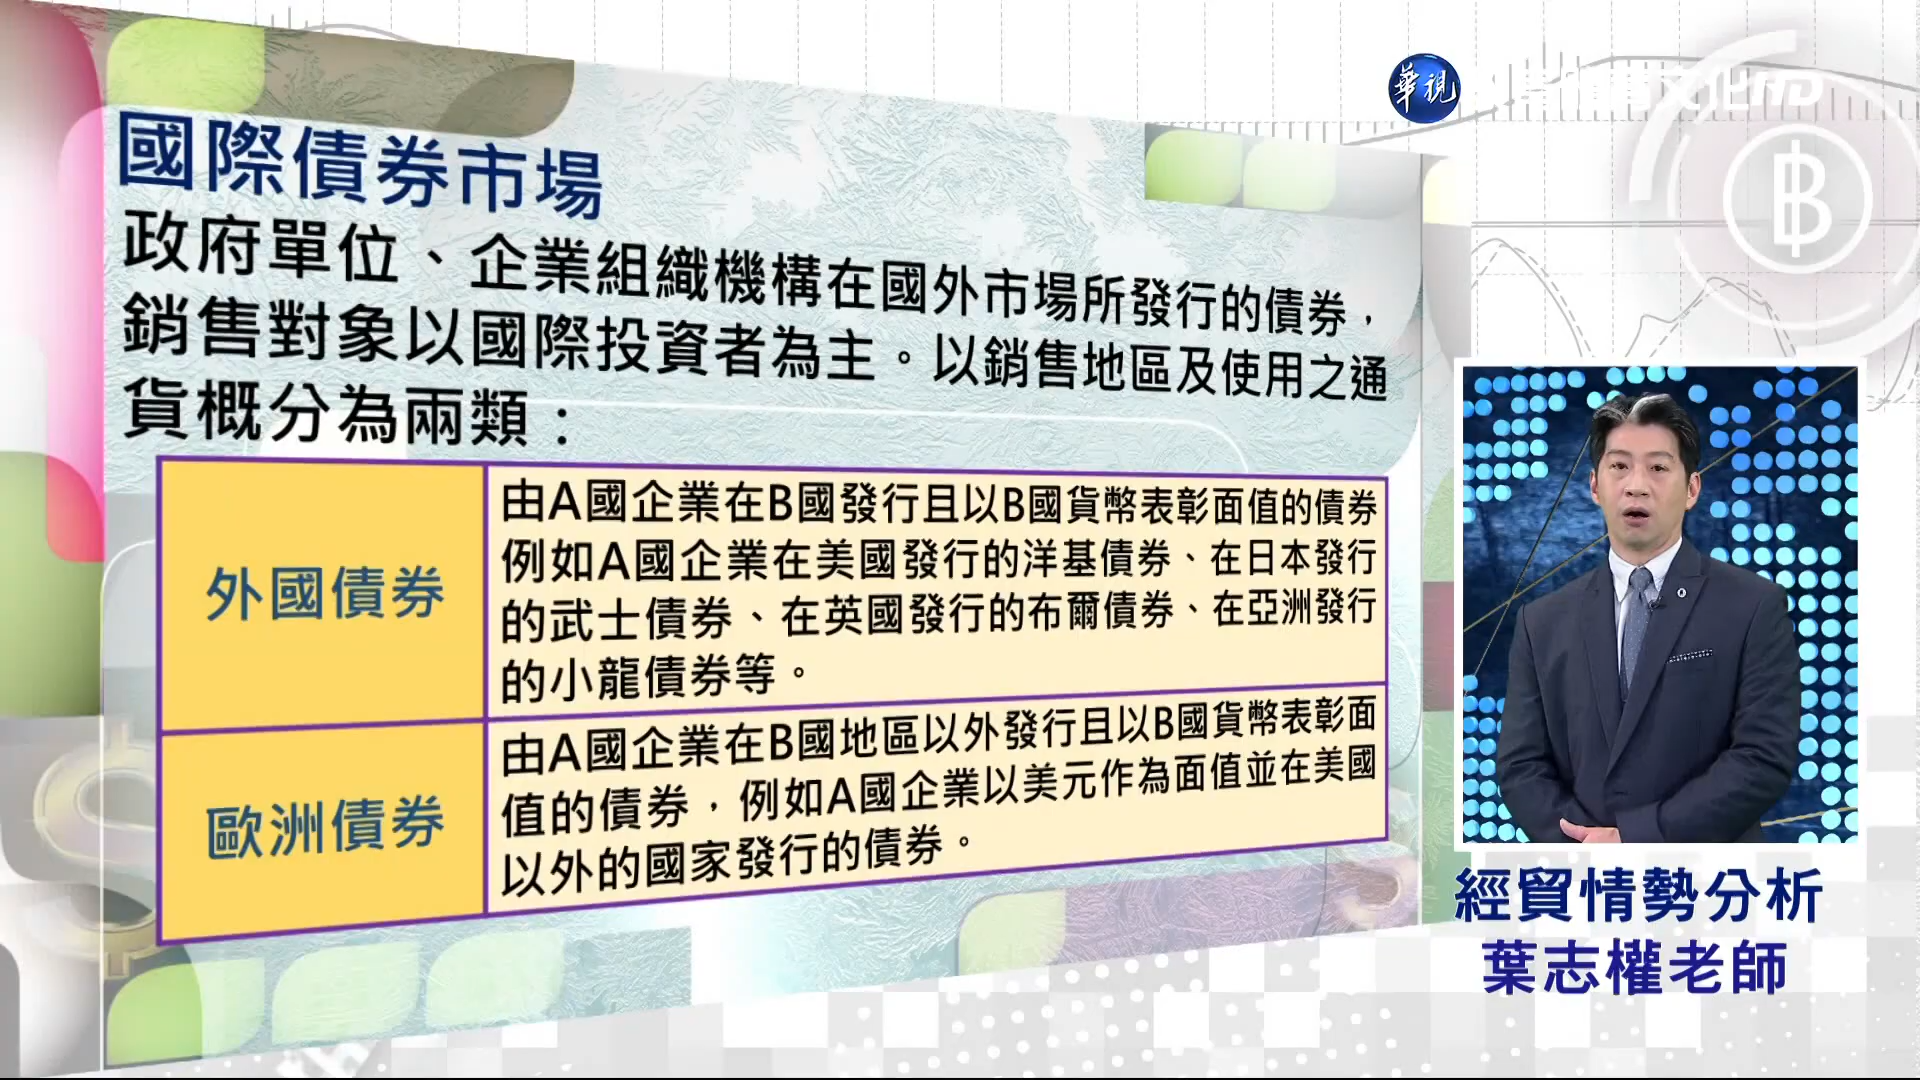 華視
教育體育文化HD
國際債券市場
政府單位、企業組織機構在國外市場所發行的債券，
銷售對象以國際投資者為主。以銷售地區及使用之通
貨概分為兩類：
外國債券
由A國企業在B國發行且以B國貨幣表彰面值的債券
例如A國企業在美國發行的洋基債券、在日本發行
的武士債券、在英國發行的布爾債券、在亞洲發行
的小龍債券等。
歐洲債券
由A國企業在B國地區以外發行且以B國貨幣表彰面
值的債券，例如A國企業以美元作為面值並在美國
以外的國家發行的債券。
經貿情勢分析
葉志權老師